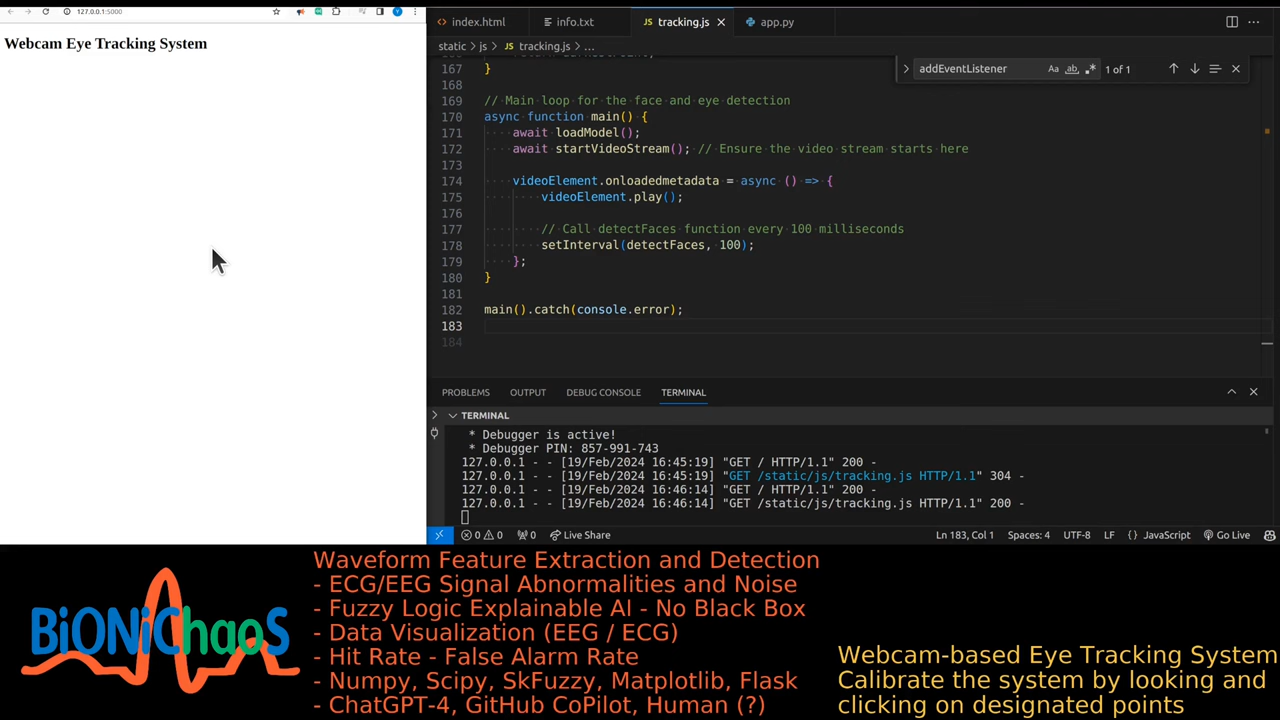 127.0.0.1:5000
Webcam Eye Tracking System
index.html
info.txt
tracking.js
app.py
static > js > JS tracking.js > ...
addEventListener
Aa
ab
1 of 1
167 }
168
169 // Main loop for the face and eye detection
170 async function main() {
171 await loadModel();
172 await startVideoStream(); // Ensure the video stream starts here
173
174 videoElement.onloadedmetadata = async () => {
175 videoElement.play();
176
177 // Call detectFaces function every 100 milliseconds
178 setInterval(detectFaces, 100);
179 };
180 }
181
182 main().catch(console.error);
183
184
PROBLEMS OUTPUT DEBUG CONSOLE TERMINAL
TERMINAL
* Debugger is active!
* Debugger PIN: 857-991-743
127.0.0.1 - - [19/Feb/2024 16:45:19] "GET / HTTP/1.1" 200 -
127.0.0.1 - - [19/Feb/2024 16:45:19] "GET /static/js/tracking.js HTTP/1.1" 304 -
127.0.0.1 - - [19/Feb/2024 16:46:14] "GET / HTTP/1.1" 200 -
127.0.0.1 - - [19/Feb/2024 16:46:14] "GET /static/js/tracking.js HTTP/1.1" 200 -
0 0 0 Live Share Ln 183, Col 1 Spaces: 4 UTF-8 LF {} JavaScript Go Live
BiONiChaoS
Waveform Feature Extraction and Detection
- ECG/EEG Signal Abnormalities and Noise
- Fuzzy Logic Explainable AI - No Black Box
- Data Visualization (EEG / ECG)
- Hit Rate - False Alarm Rate
- Numpy, Scipy, SkFuzzy, Matplotlib, Flask
- ChatGPT-4, GitHub CoPilot, Human (?)
Webcam-based Eye Tracking System
Calibrate the system by looking and
clicking on designated points